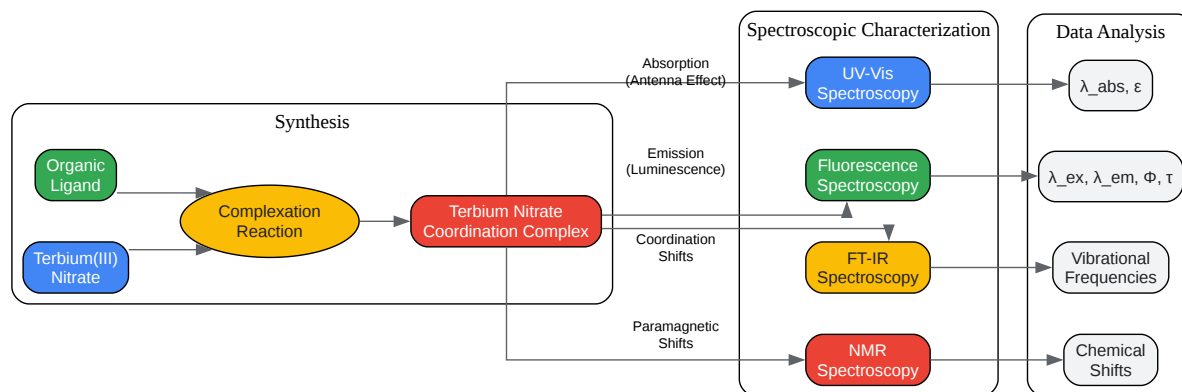 Synthesis
Organic
Ligand
Terbium(III)
Nitrate
Complexation
Reaction
Terbium Nitrate
Coordination Complex
Absorption
(Antenna Effect)
Emission
(Luminescence)
Coordination
Shifts
Paramagnetic
Shifts
Spectroscopic Characterization
UV-Vis
Spectroscopy
Fluorescence
Spectroscopy
FT-IR
Spectroscopy
NMR
Spectroscopy
Data Analysis
λ_abs, ε
λ_ex, λ_em, Φ, τ
Vibrational
Frequencies
Chemical
Shifts